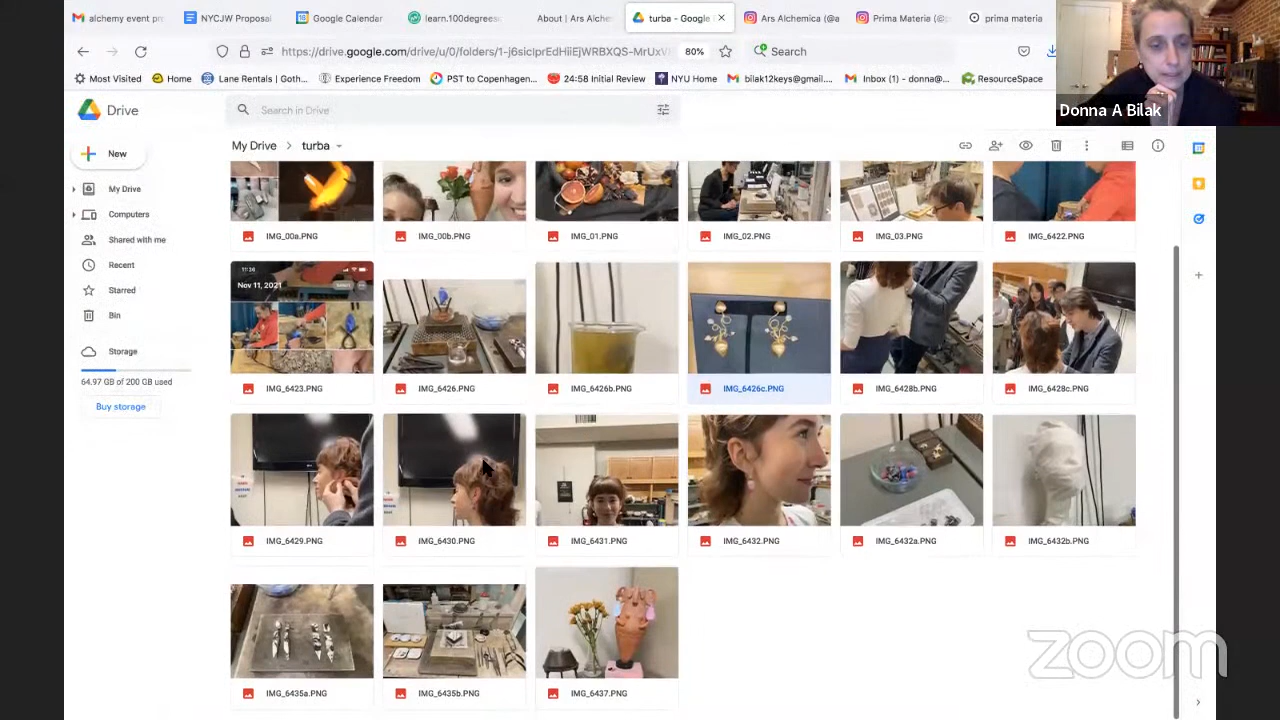 alchemy event pr
NYCJW Proposal
Google Calendar
learn.100degrees
About | Ars Alche
turba - Google
Ars Alchemica (@a
Prima Materia (@p
prima materia
https://drive.google.com/drive/u/0/folders/1-j6sicIprEdHiiEjWRBXQS-MrUxV
80%
Search
Most Visited
Home
Lane Rentals | Goth...
Experience Freedom
PST to Copenhagen...
24:58 Initial Review
NYU Home
bilak12keys@gmail....
Inbox (1) - donna@...
ResourceSpace
Donna A Bilak
Drive
Search in Drive
New
My Drive
turba
My Drive
Computers
Shared with me
Recent
Starred
Bin
Storage
64.97 GB of 200 GB used
Buy storage
IMG_00a.PNG
IMG_00b.PNG
IMG_01.PNG
IMG_02.PNG
IMG_03.PNG
IMG_6422.PNG
11:26
Nov 11, 2021
IMG_6423.PNG
IMG_6426.PNG
IMG_6426b.PNG
IMG_6426c.PNG
IMG_6428b.PNG
IMG_6428c.PNG
IMG_6429.PNG
IMG_6430.PNG
IMG_6431.PNG
IMG_6432.PNG
IMG_6432a.PNG
IMG_6432b.PNG
IMG_6435a.PNG
IMG_6435b.PNG
IMG_6437.PNG
zoom